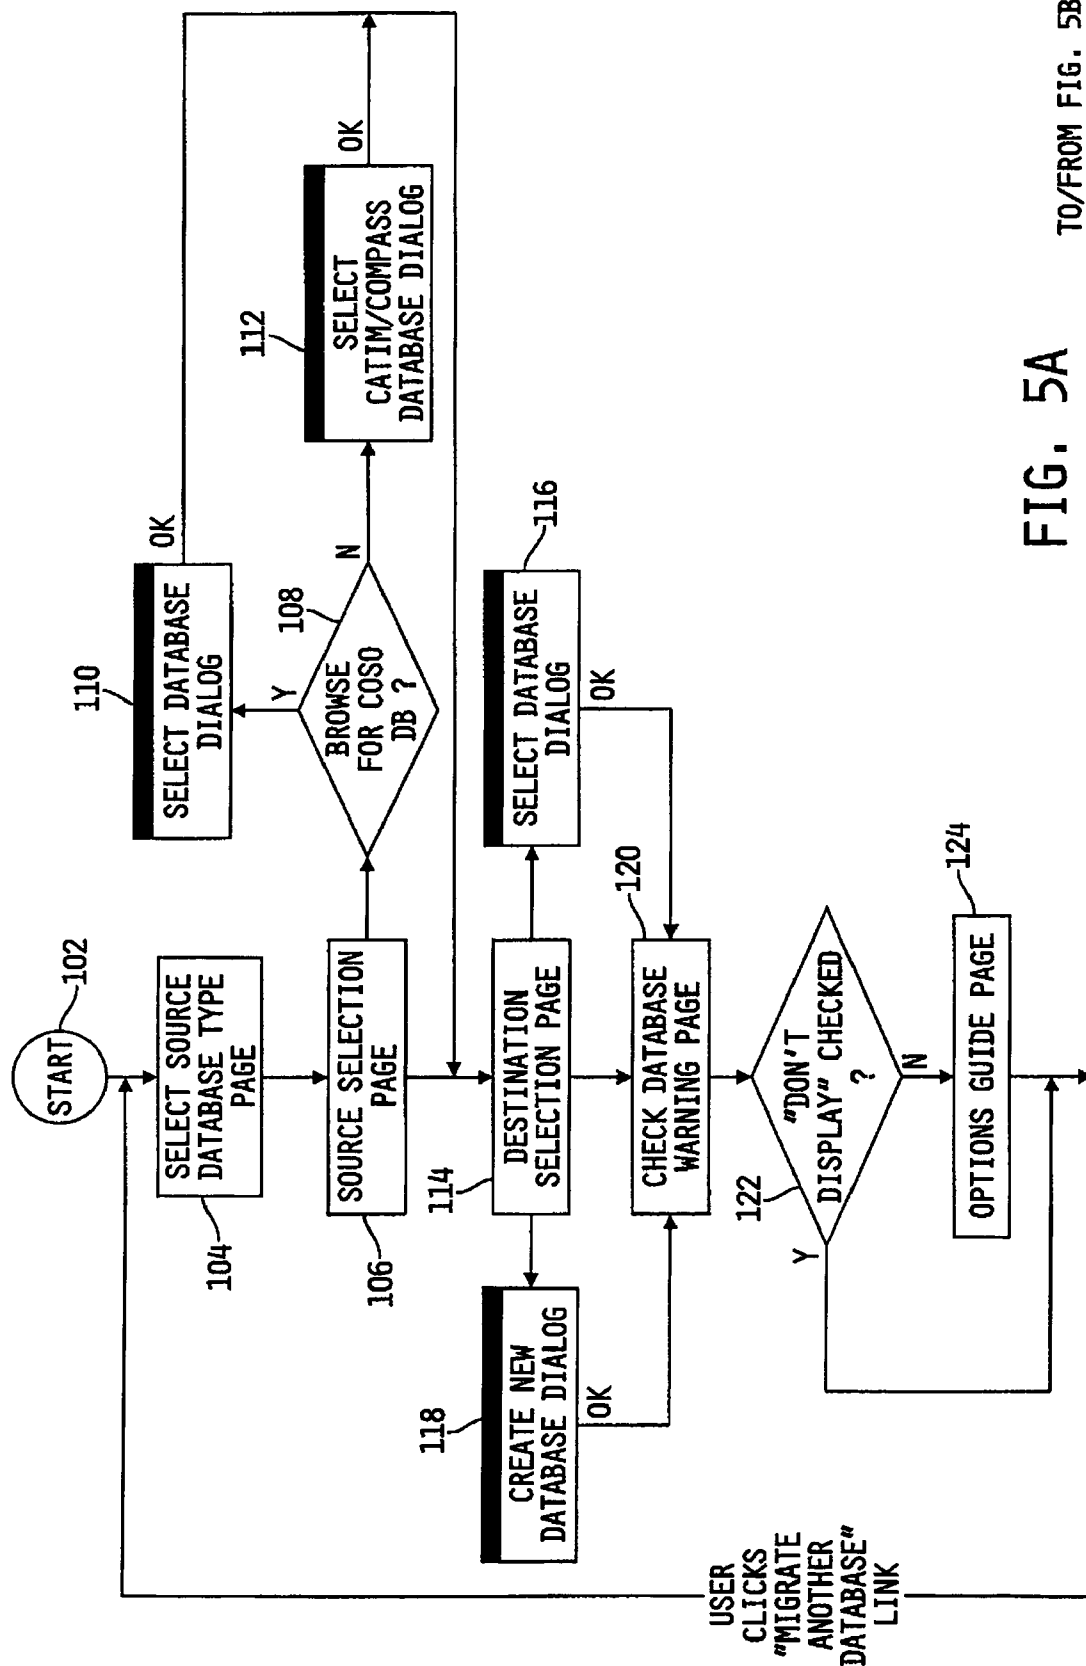 START
102
SELECT SOURCE
DATABASE TYPE
PAGE
104
SOURCE SELECTION
PAGE
106
BROWSE
FOR COSO
DB ?
108
Y
N
SELECT DATABASE
DIALOG
110
OK
SELECT
CATIM/COMPASS
DATABASE DIALOG
112
OK
DESTINATION
SELECTION PAGE
114
SELECT DATABASE
DIALOG
116
OK
CREATE NEW
DATABASE DIALOG
118
OK
CHECK DATABASE
WARNING PAGE
120
"DON'T
DISPLAY" CHECKED
?
122
Y
N
OPTIONS GUIDE PAGE
124
USER
CLICKS
"MIGRATE
ANOTHER
DATABASE"
LINK
TO/FROM FIG. 5B
FIG. 5A